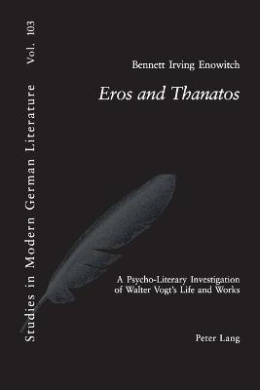 Studies in Modern German Literature Vol. 103
Bennett Irving Enowitch
Eros and Thanatos
A Psycho-Literary Investigation
of Walter Vogt's Life and Works
Peter Lang